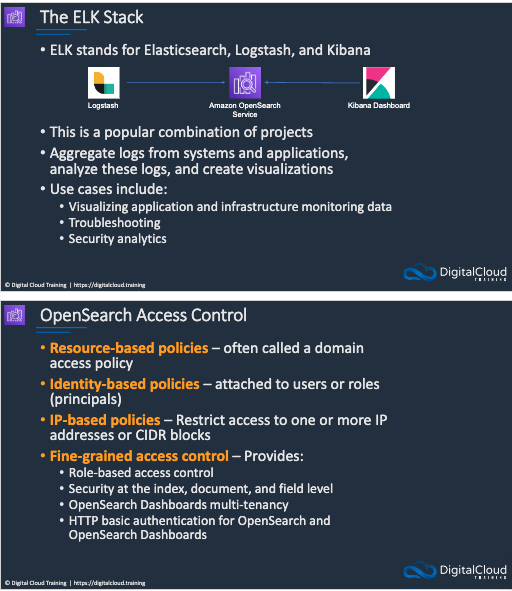 The ELK Stack
• ELK stands for Elasticsearch, Logstash, and Kibana
Logstash
Amazon OpenSearch
Service
Kibana Dashboard
• This is a popular combination of projects
• Aggregate logs from systems and applications,
analyze these logs, and create visualizations
• Use cases include:
• Visualizing application and infrastructure monitoring data
• Troubleshooting
• Security analytics
© Digital Cloud Training | https://digitalcloud.training
DigitalCloud
TRAINING
OpenSearch Access Control
• Resource-based policies – often called a domain
access policy
• Identity-based policies – attached to users or roles
(principals)
• IP-based policies – Restrict access to one or more IP
addresses or CIDR blocks
• Fine-grained access control – Provides:
• Role-based access control
• Security at the index, document, and field level
• OpenSearch Dashboards multi-tenancy
• HTTP basic authentication for OpenSearch and
OpenSearch Dashboards
© Digital Cloud Training | https://digitalcloud.training
DigitalCloud
TRAINING